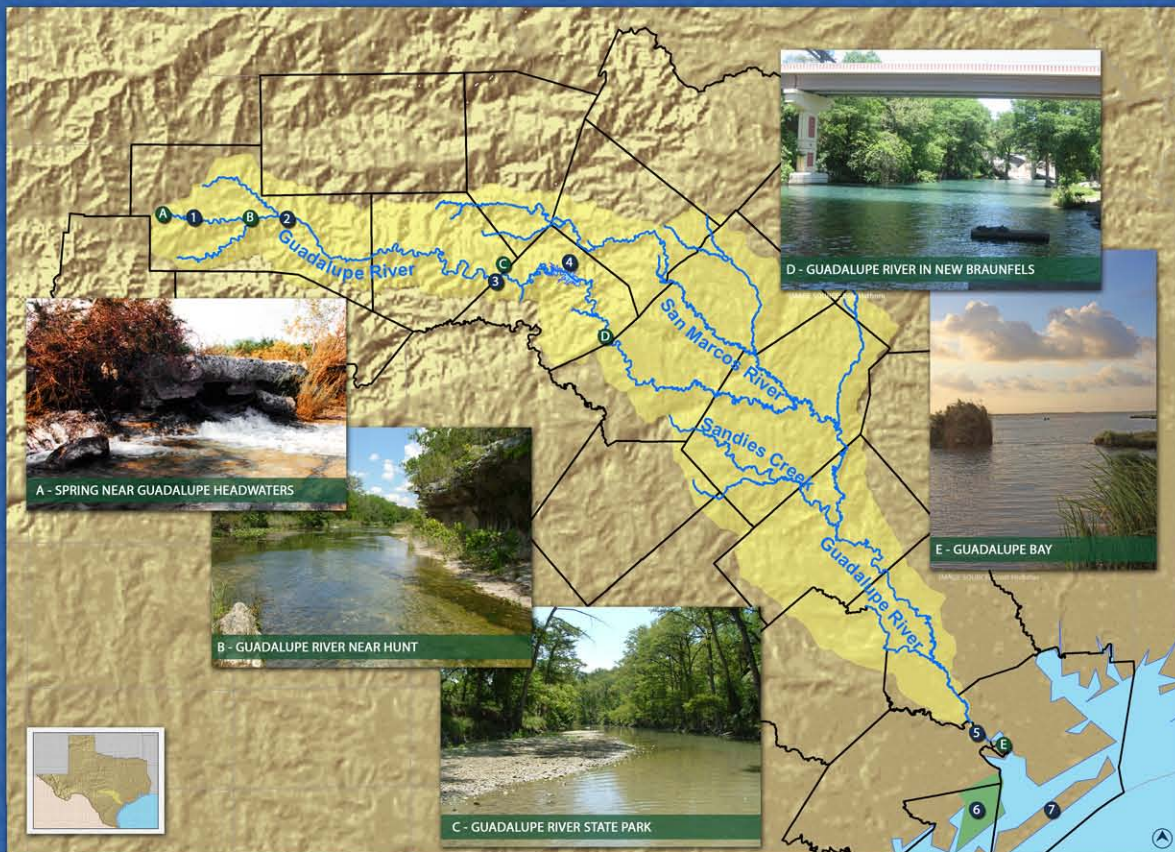 A
1
B
2
Guadalupe River
C
3
4
D
San Marcos River
Sandies Creek
Guadalupe River
5
E
6
7
D - GUADALUPE RIVER IN NEW BRAUNFELS
A - SPRING NEAR GUADALUPE HEADWATERS
B - GUADALUPE RIVER NEAR HUNT
E - GUADALUPE BAY
C - GUADALUPE RIVER STATE PARK